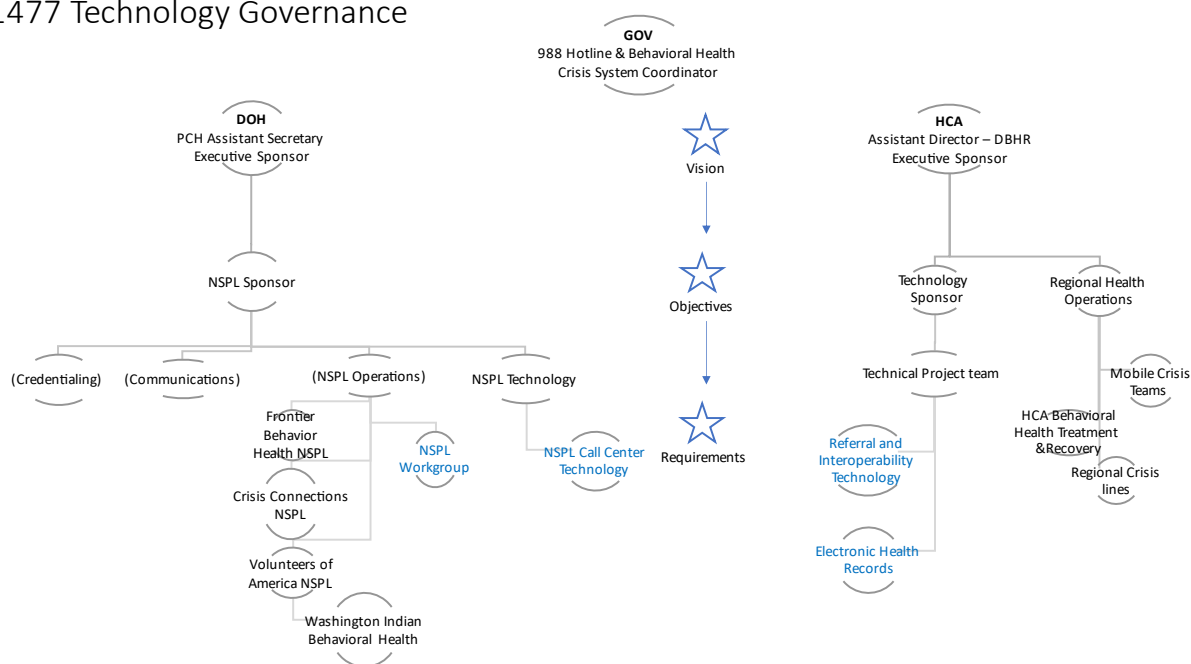 1477 Technology Governance
GOV
988 Hotline & Behavioral Health
Crisis System Coordinator
DOH
PCH Assistant Secretary
Executive Sponsor
Vision
HCA
Assistant Director – DBHR
Executive Sponsor
NSPL Sponsor
Objectives
Technology
Sponsor
Regional Health
Operations
(Credentialing)
(Communications)
(NSPL Operations)
NSPL Technology
Technical Project team
Mobile Crisis
Teams
Frontier
Behavior
Health NSPL
NSPL
Workgroup
NSPL Call Center
Technology
Requirements
Referral and
Interoperability
Technology
HCA Behavioral
Health Treatment
&Recovery
Regional Crisis
lines
Crisis Connections
NSPL
Volunteers of
America NSPL
Electronic Health
Records
Washington Indian
Behavioral Health